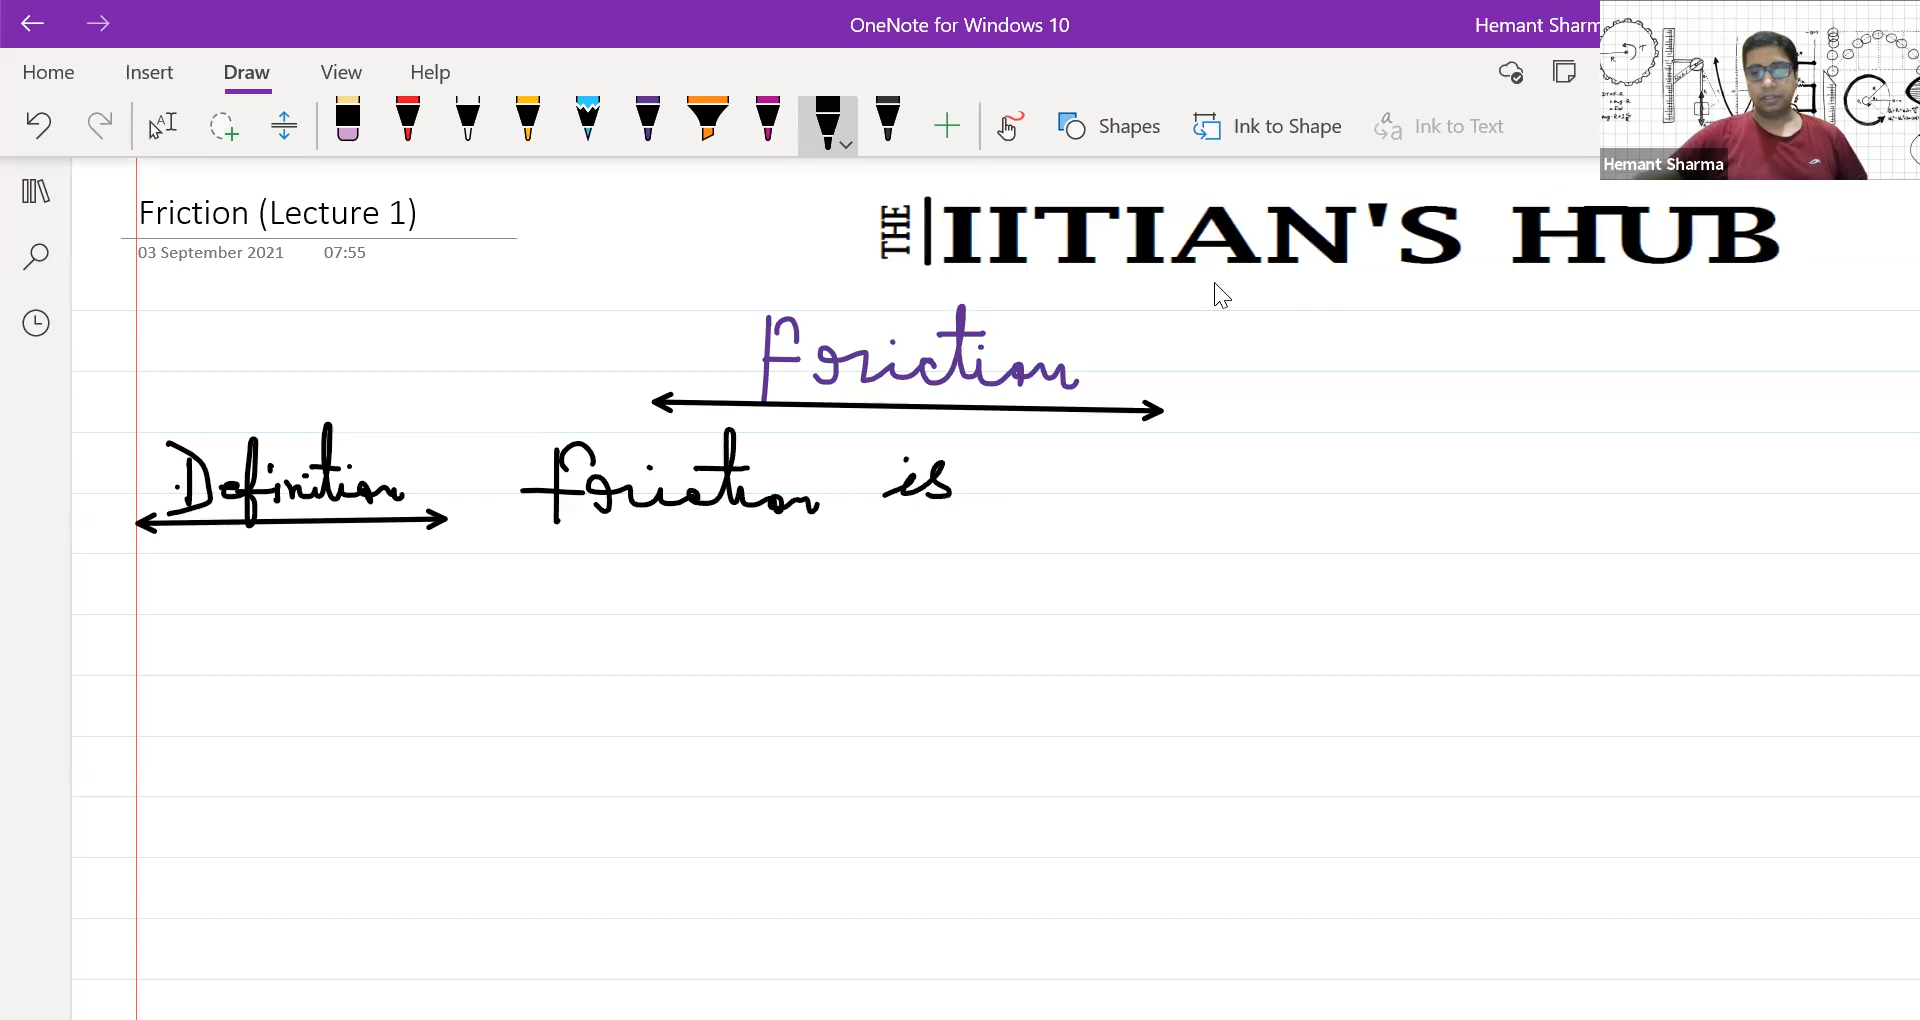 OneNote for Windows 10
Hemant Sharm
Home Insert Draw View Help
Shapes Ink to Shape Ink to Text
Hemant Sharma
Friction (Lecture 1)
03 September 2021 07:55
THE IITIAN'S HUB
Friction
Definition Friction is